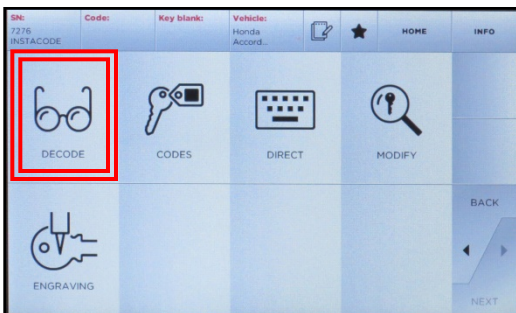 SN:
Code:
Key blank:
Vehicle:
7276
INSTACODE
Honda
Accord...
HOME
INFO
DECODE
CODES
DIRECT
MODIFY
BACK
ENGRAVING
NEXT